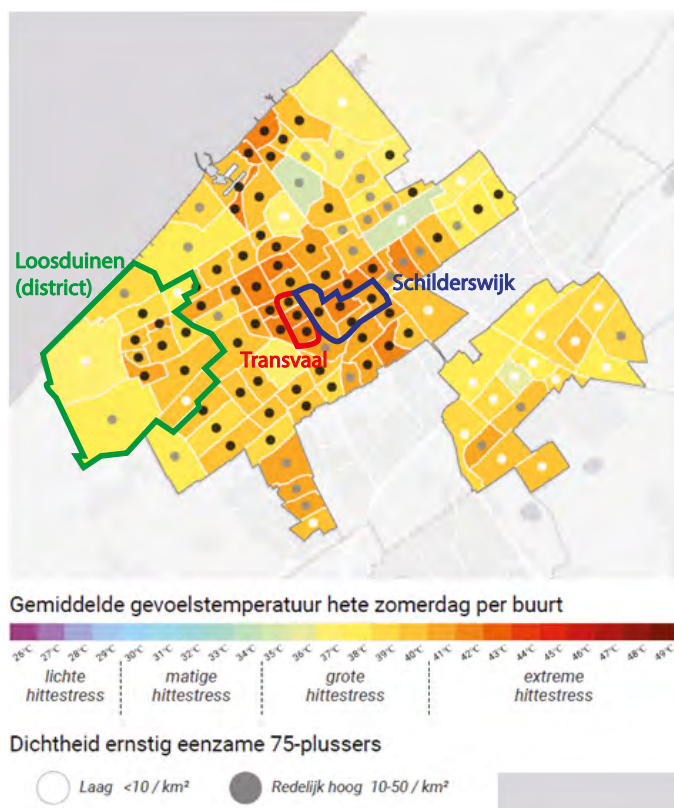 Loosduinen
(district)
Schilderswijk
Transvaal
Gemiddelde gevoelstemperatuur hete zomerdag per buurt
26°C 27°C 28°C 29°C 30°C 31°C 32°C 33°C 34°C 35°C 36°C 37°C 38°C 39°C 40°C 41°C 42°C 43°C 44°C 45°C 46°C 47°C 48°C 49°C
lichte matige grote extreme
hittestress hittestress hittestress hittestress
Dichtheid ernstig eenzame 75-plussers
Laag <10 / km² Redelijk hoog 10-50 / km²